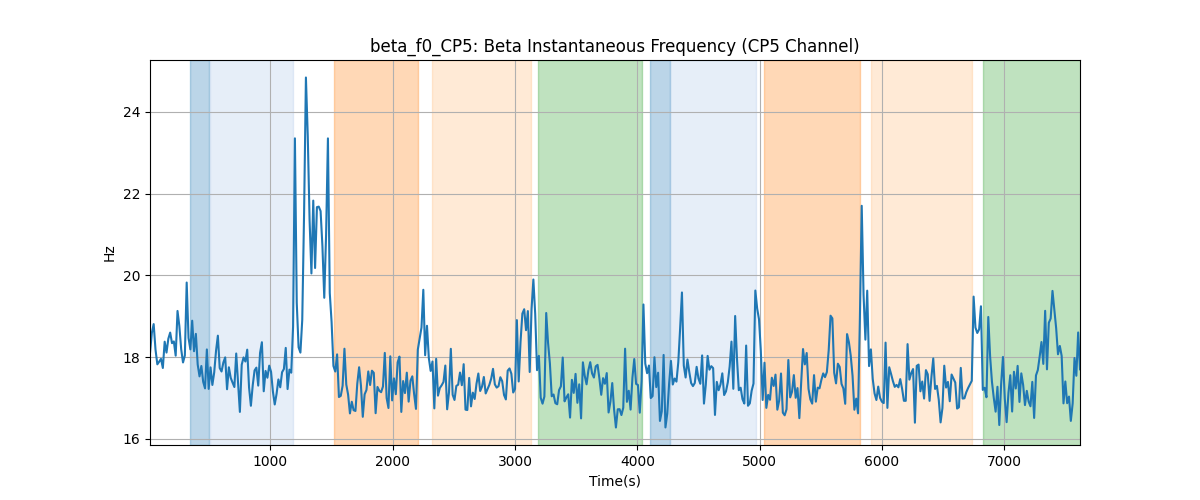 beta_f0_CP5: Beta Instantaneous Frequency (CP5 Channel)
24
22
20
18
16
Hz
1000 2000 3000 4000 5000 6000 7000
Time(s)